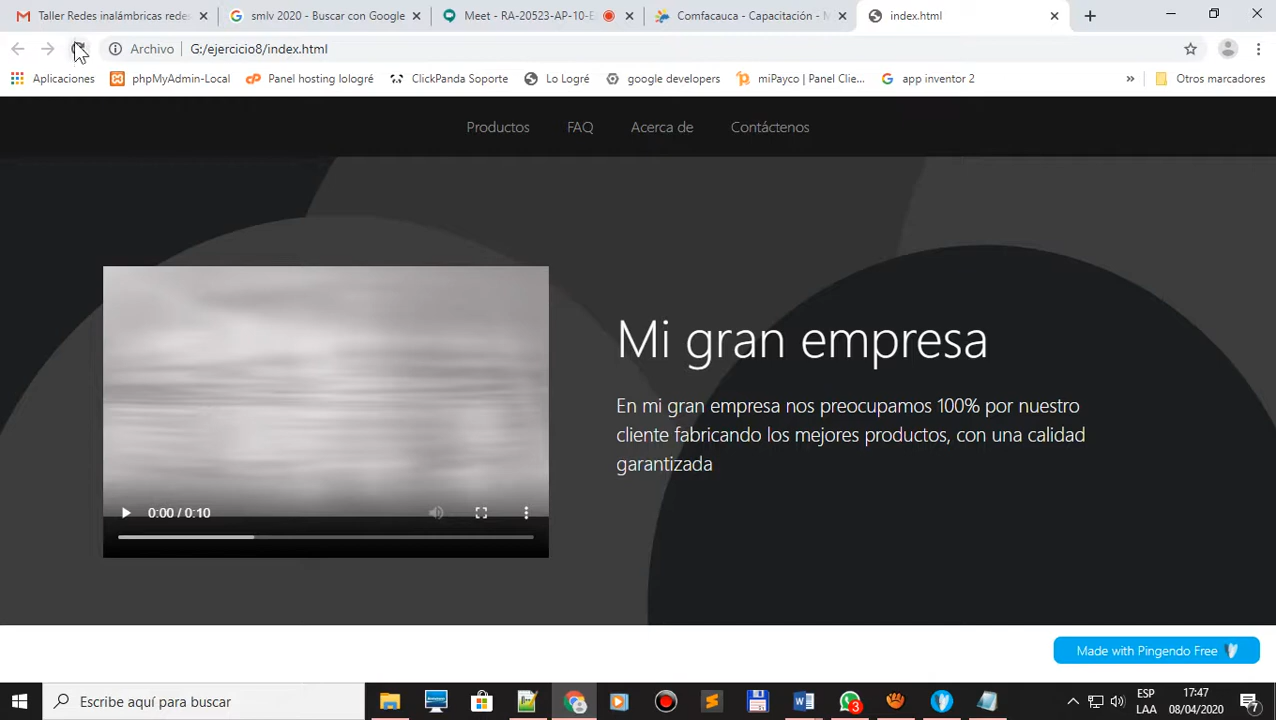 Taller Redes inalámbricas reda
smlv 2020 - Buscar con Google
Meet - RA-20523-AP-10-E
Comfacauca - Capacitación - M
index.html
Archivo
G:/ejercicio8/index.html
Aplicaciones
phpMyAdmin-Local
Panel hosting lologré
ClickPanda Soporte
Lo Logré
google developers
miPayco | Panel Clie...
app inventor 2
»
Otros marcadores
Productos
FAQ
Acerca de
Contáctenos
Mi gran empresa
En mi gran empresa nos preocupamos 100% por nuestro
cliente fabricando los mejores productos, con una calidad
garantizada
0:00 / 0:10
Made with Pingendo Free
Escribe aquí para buscar
3
ESP
LAA
17:47
08/04/2020
7